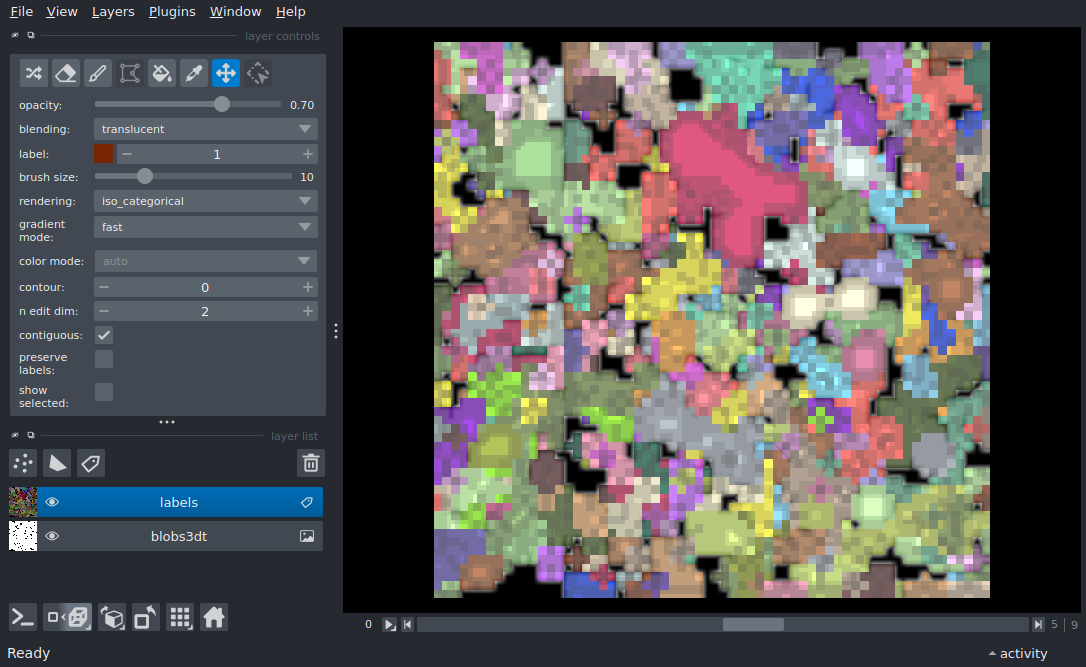 File View Layers Plugins Window Help
layer controls
opacity: 0.70
blending: translucent
label: 1
brush size: 10
rendering: iso_categorical
gradient
mode: fast
color mode: auto
contour: 0
n edit dim: 2
contiguous:
preserve
labels:
show
selected:
layer list
labels
blobs3dt
0 5 | 9
Ready activity